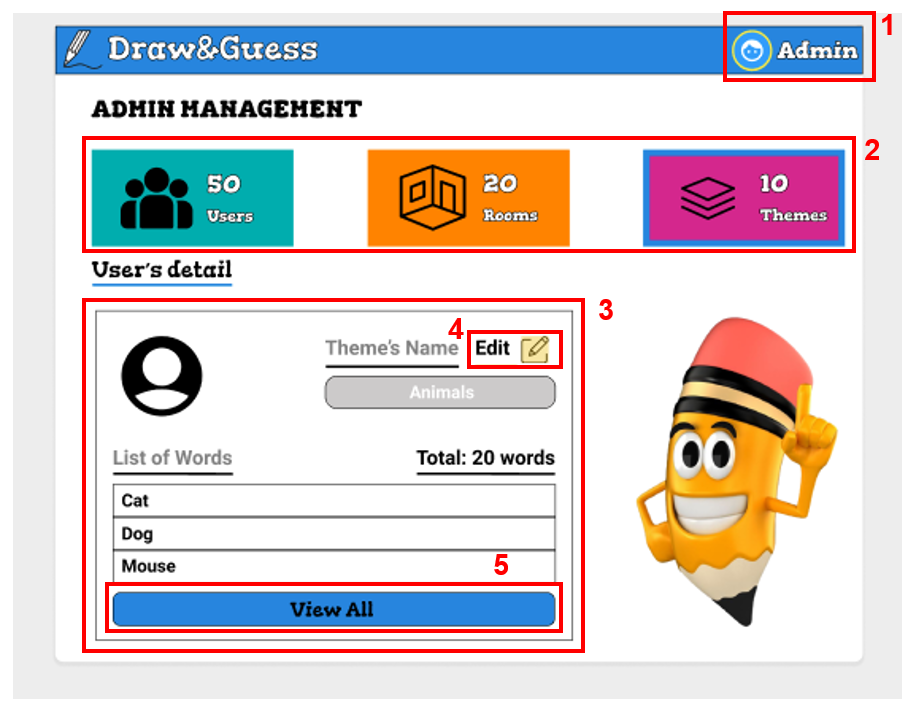 1
Draw&Guess
Admin
ADMIN MANAGEMENT
2
50
Users
20
Rooms
10
Themes
User's detail
3
4
Theme's Name
Edit
Animals
List of Words
Total: 20 words
Cat
Dog
Mouse
5
View All